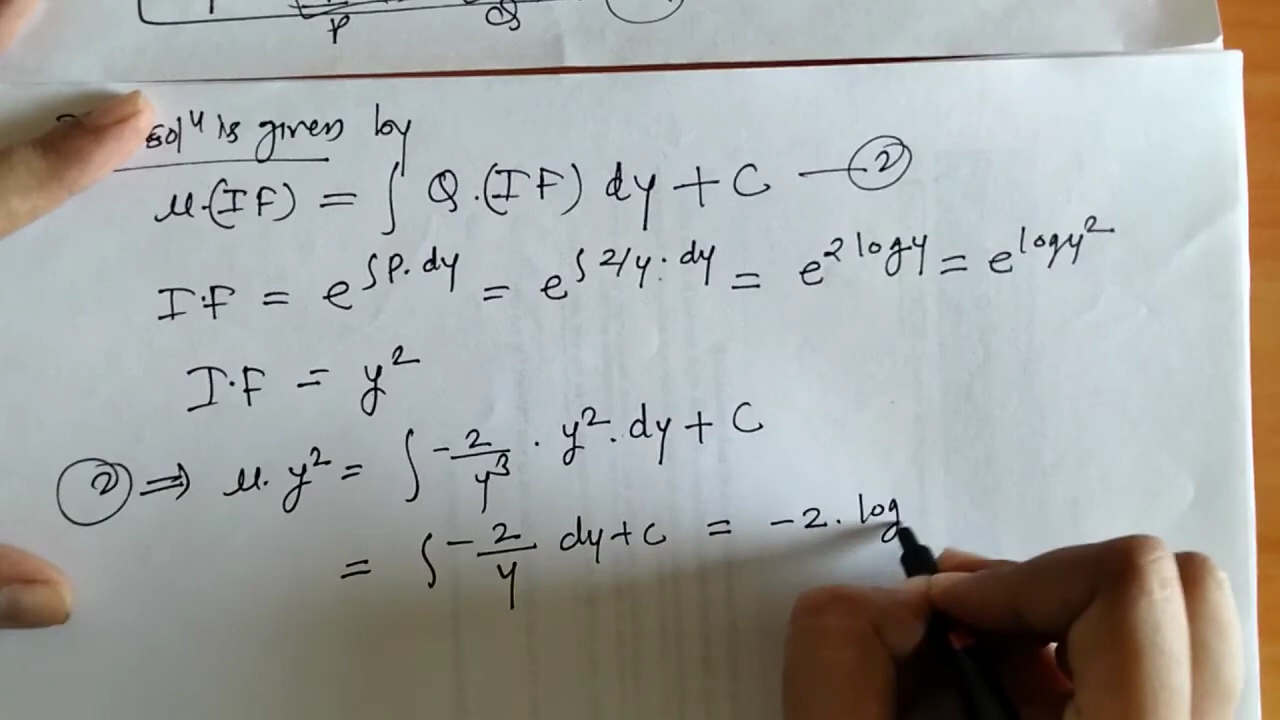 P Q
solⁿ is given by
u.(IF) = ∫ Q.(IF) dy + C — ②
I.F = e^∫P.dy = e^∫2/y.dy = e^2logy = e^logy²
I.F = y²
② ⇒ u. y² = ∫ -2/y³ . y². dy + C
= ∫ -2/y dy + C = -2. log